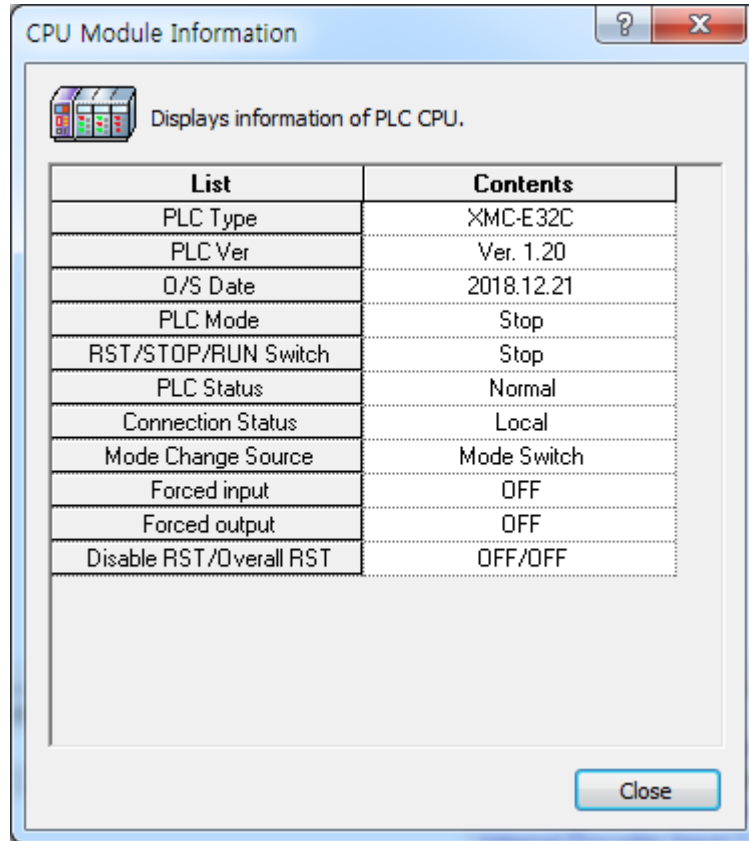 CPU Module Information
Displays information of PLC CPU.
List Contents
PLC Type XMC-E32C
PLC Ver Ver. 1.20
O/S Date 2018.12.21
PLC Mode Stop
RST/STOP/RUN Switch Stop
PLC Status Normal
Connection Status Local
Mode Change Source Mode Switch
Forced input OFF
Forced output OFF
Disable RST/Overall RST OFF/OFF
Close